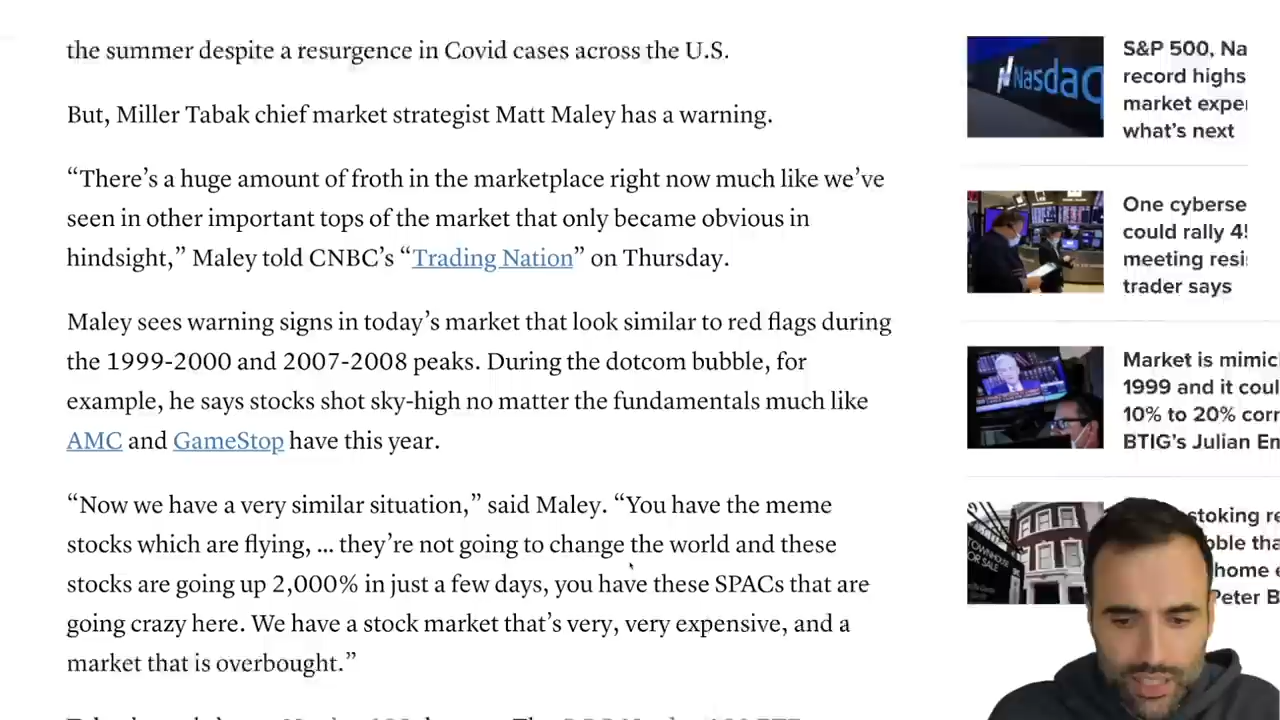 the summer despite a resurgence in Covid cases across the U.S.
But, Miller Tabak chief market strategist Matt Maley has a warning.
“There’s a huge amount of froth in the marketplace right now much like we’ve
seen in other important tops of the market that only became obvious in
hindsight,” Maley told CNBC’s “Trading Nation” on Thursday.
Maley sees warning signs in today’s market that look similar to red flags during
the 1999-2000 and 2007-2008 peaks. During the dotcom bubble, for
example, he says stocks shot sky-high no matter the fundamentals much like
AMC and GameStop have this year.
“Now we have a very similar situation,” said Maley. “You have the meme
stocks which are flying, ... they’re not going to change the world and these
stocks are going up 2,000% in just a few days, you have these SPACs that are
going crazy here. We have a stock market that’s very, very expensive, and a
market that is overbought.”
Nasdaq
S&P 500, Na
record highs
market expe
what’s next
One cyberse
could rally 4
meeting resi
trader says
Market is mimic
1999 and it coul
10% to 20% corr
BTIG’s Julian Em
TOWNHOUSE
FOR SALE
stoking re
bble tha
home e
Peter B